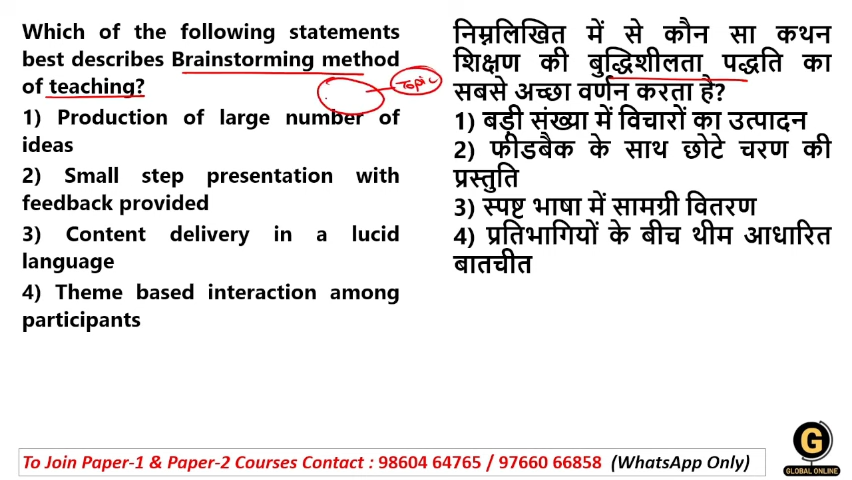 Which of the following statements
best describes Brainstorming method
of teaching?
Topic
1) Production of large number of
ideas
2) Small step presentation with
feedback provided
3) Content delivery in a lucid
language
4) Theme based interaction among
participants
निम्नलिखित में से कौन सा कथन
शिक्षण की बुद्धिशीलता पद्धति का
सबसे अच्छा वर्णन करता है?
1) बड़ी संख्या में विचारों का उत्पादन
2) फीडबैक के साथ छोटे चरण की
प्रस्तुति
3) स्पष्ट भाषा में सामग्री वितरण
4) प्रतिभागियों के बीच थीम आधारित
बातचीत
To Join Paper-1 & Paper-2 Courses Contact : 98604 64765 / 97660 66858 (WhatsApp Only)
G
GLOBAL ONLINE